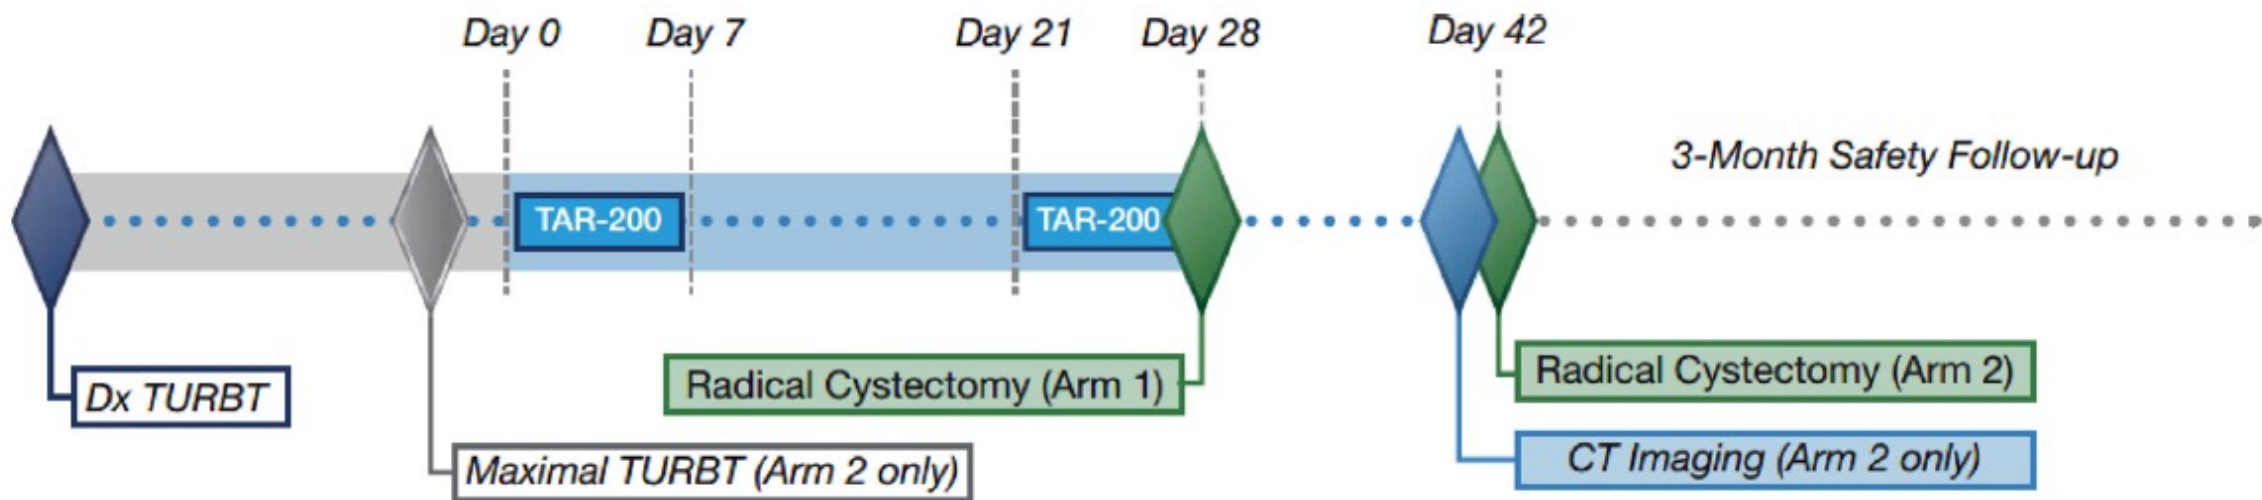 Day 0
Day 7
Day 21
Day 28
Day 42
3-Month Safety Follow-up
TAR-200
TAR-200
Dx TURBT
Radical Cystectomy (Arm 1)
Radical Cystectomy (Arm 2)
Maximal TURBT (Arm 2 only)
CT Imaging (Arm 2 only)